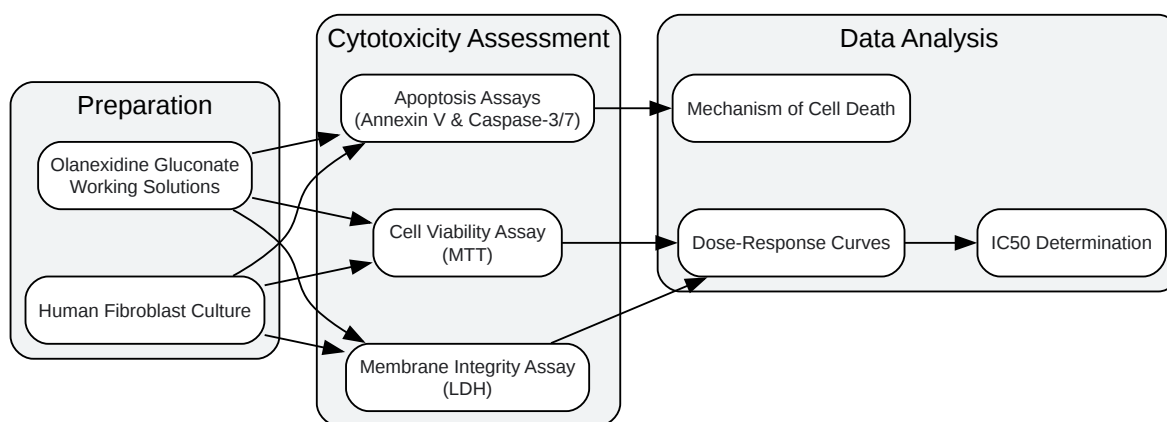 Preparation
Olanexidine Gluconate
Working Solutions
Human Fibroblast Culture
Cytotoxicity Assessment
Apoptosis Assays
(Annexin V & Caspase-3/7)
Cell Viability Assay
(MTT)
Membrane Integrity Assay
(LDH)
Data Analysis
Mechanism of Cell Death
Dose-Response Curves
IC50 Determination